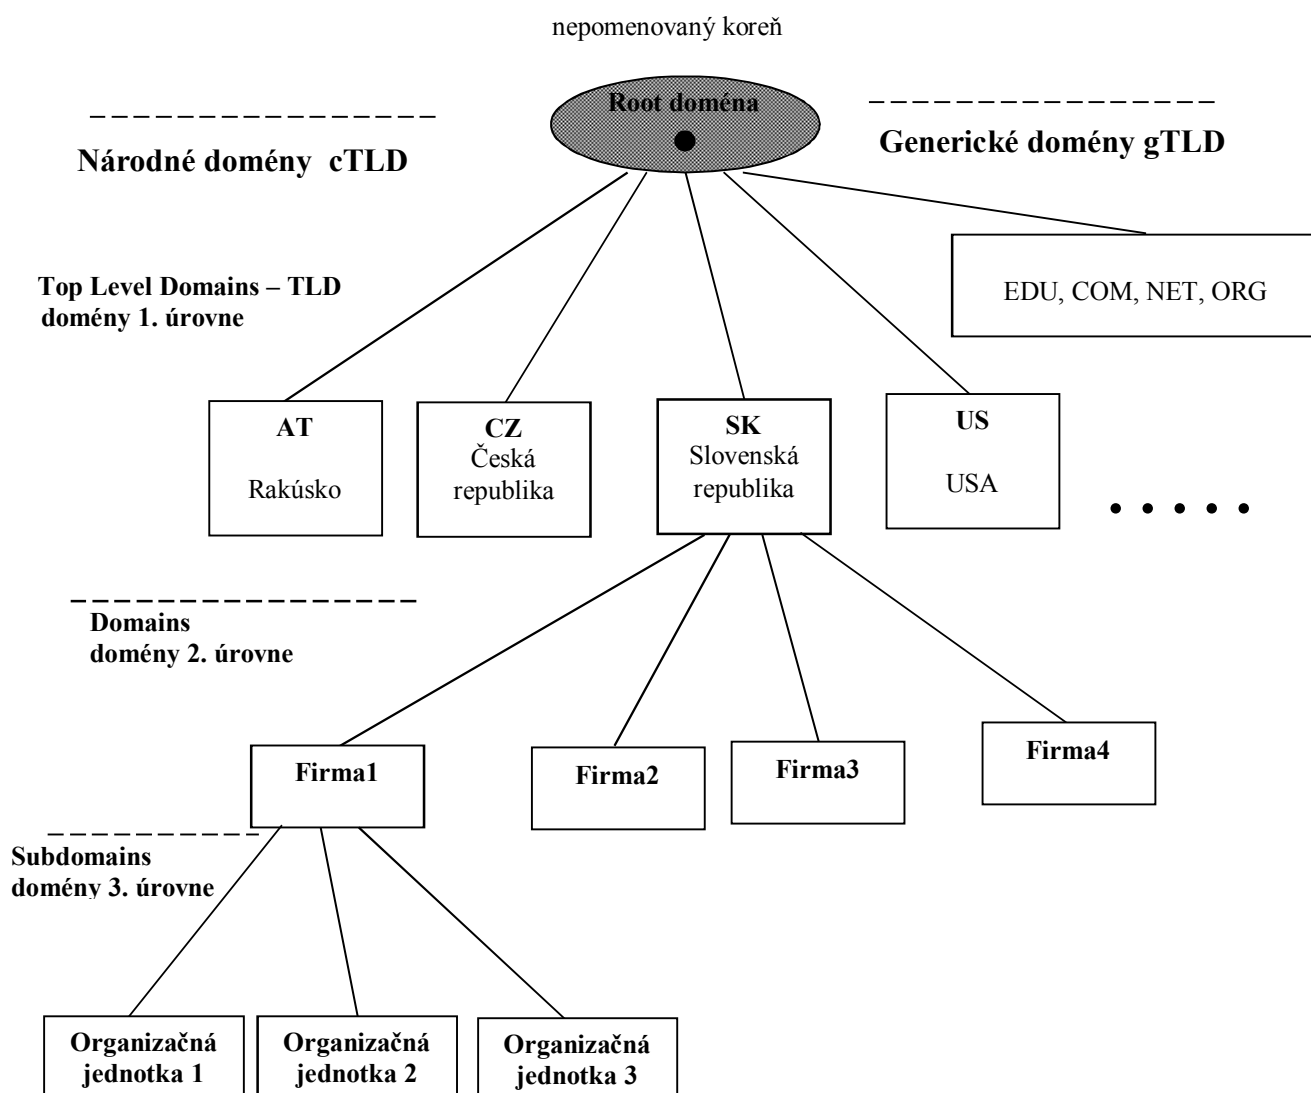 nepomenovaný koreň
Root doména
Národné domény cTLD
Generické domény gTLD
Top Level Domains – TLD
domény 1. úrovne
EDU, COM, NET, ORG
AT
Rakúsko
CZ
Česká
republika
SK
Slovenská
republika
US
USA
Domains
domény 2. úrovne
Firma1
Firma2
Firma3
Firma4
Subdomains
domény 3. úrovne
Organizačná
jednotka 1
Organizačná
jednotka 2
Organizačná
jednotka 3